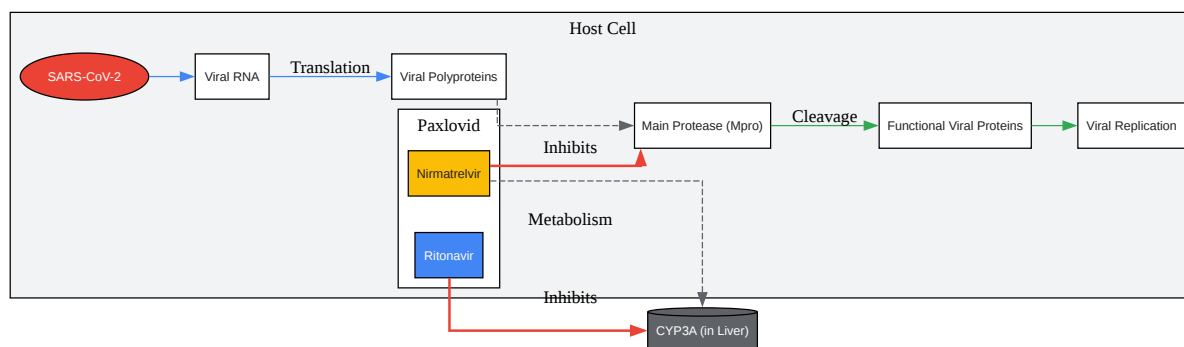 Host Cell
SARS-CoV-2
Viral RNA
Translation
Viral Polyproteins
Paxlovid
Main Protease (Mpro)
Cleavage
Functional Viral Proteins
Viral Replication
Inhibits
Nirmatrelvir
Metabolism
Ritonavir
Inhibits
CYP3A (in Liver)